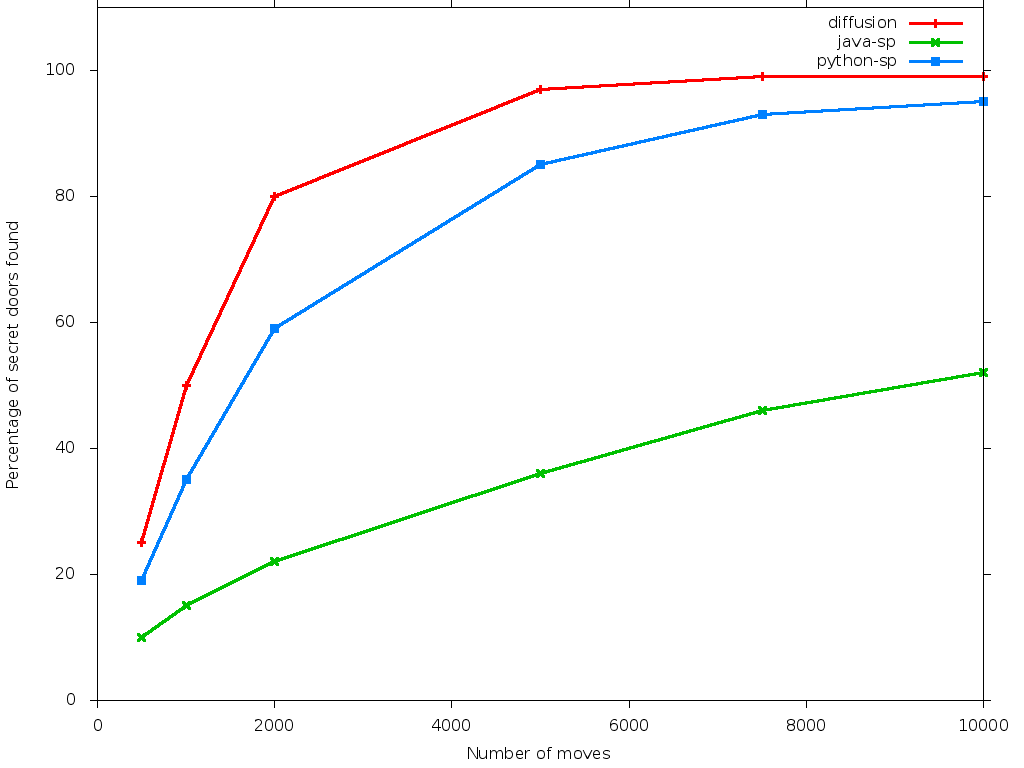 diffusion
java-sp
python-sp
100
80
60
40
20
0
Percentage of secret doors found
0 2000 4000 6000 8000 10000
Number of moves